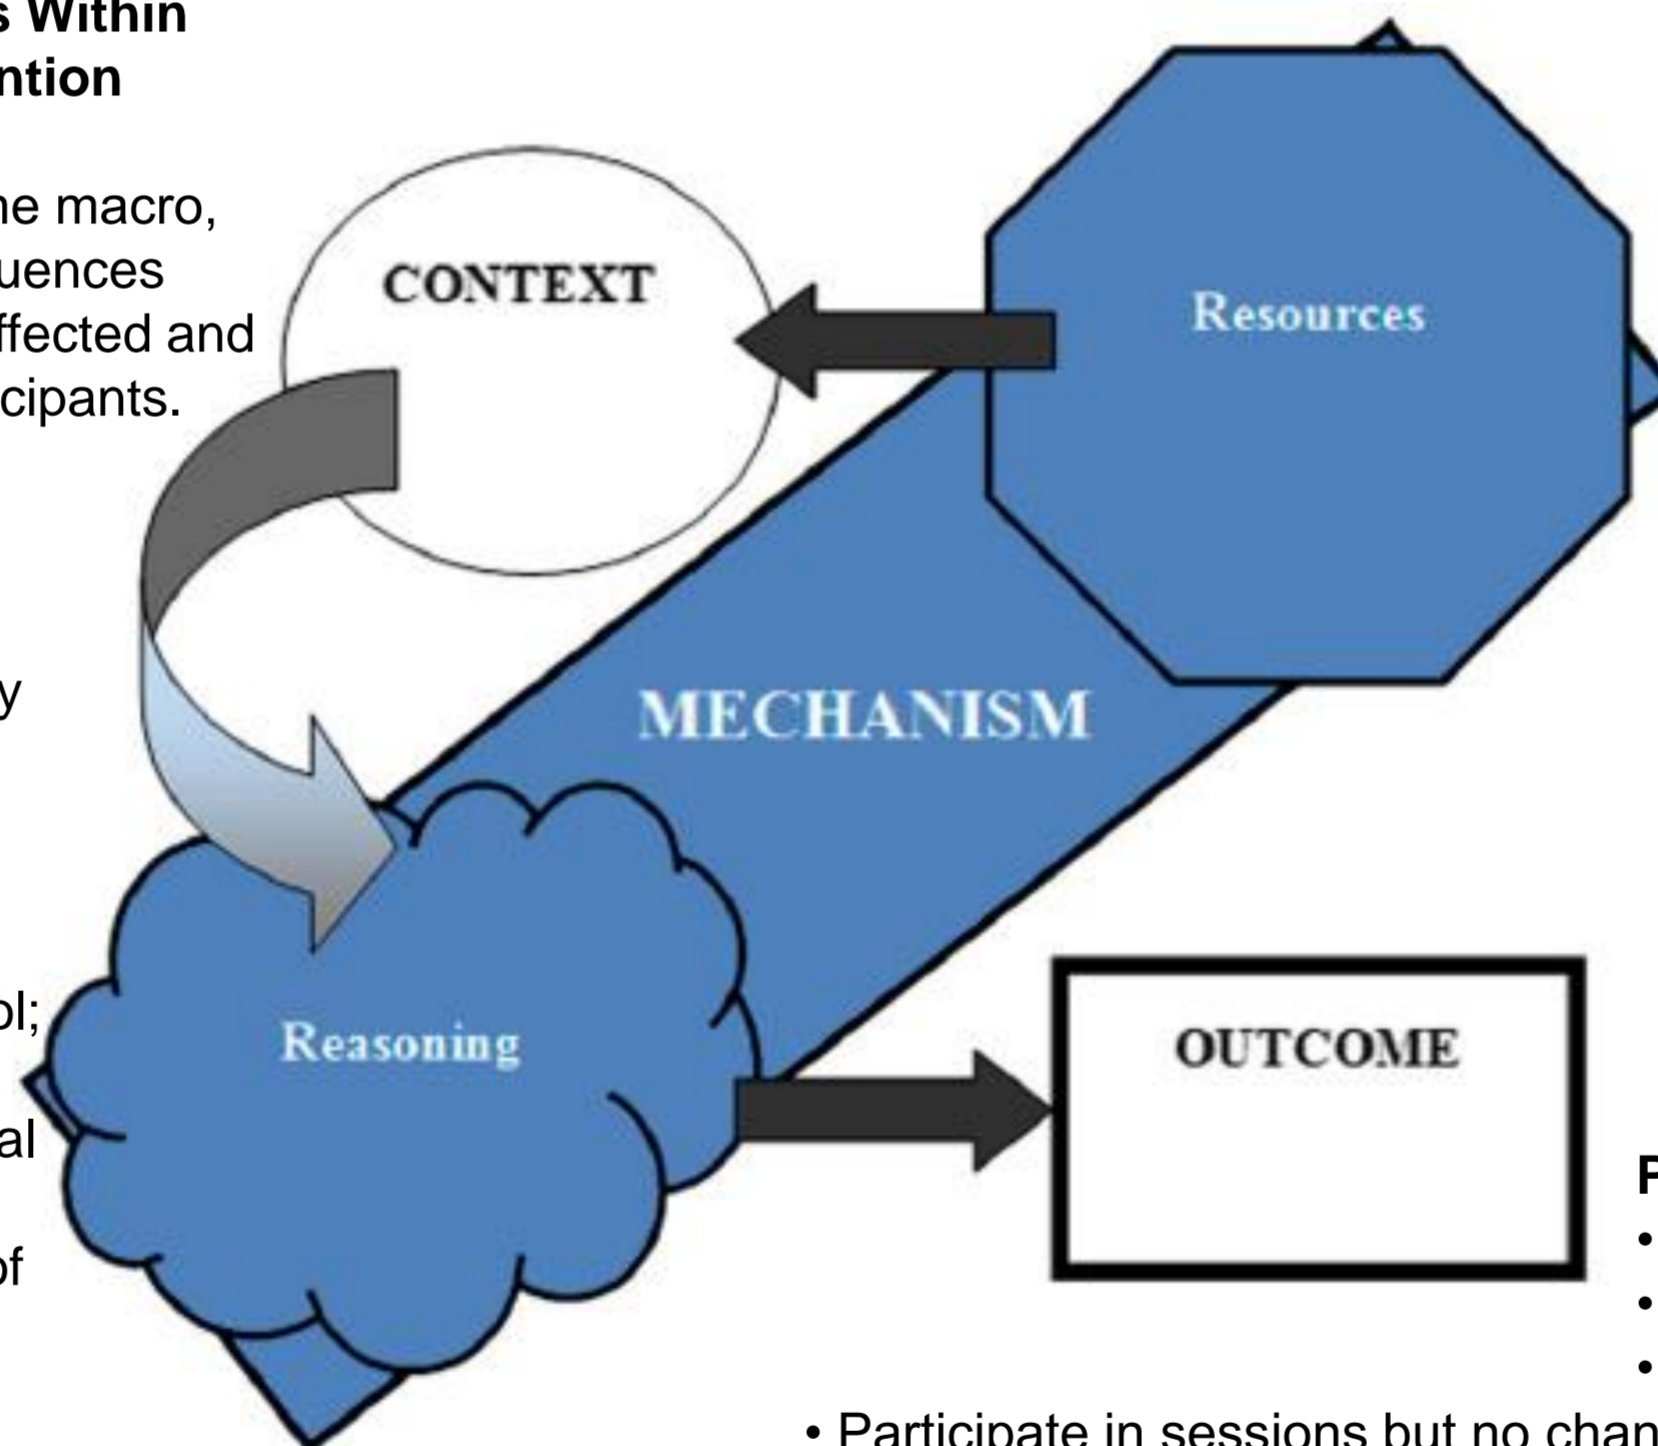 s Within
ntion
ne macro,
uences
ffected and
cipants.
CONTEXT
Resources
y
MECHANISM
ol;
Reasoning
OUTCOME
al
P
of
•
•
•
• Participate in sessions but no chan